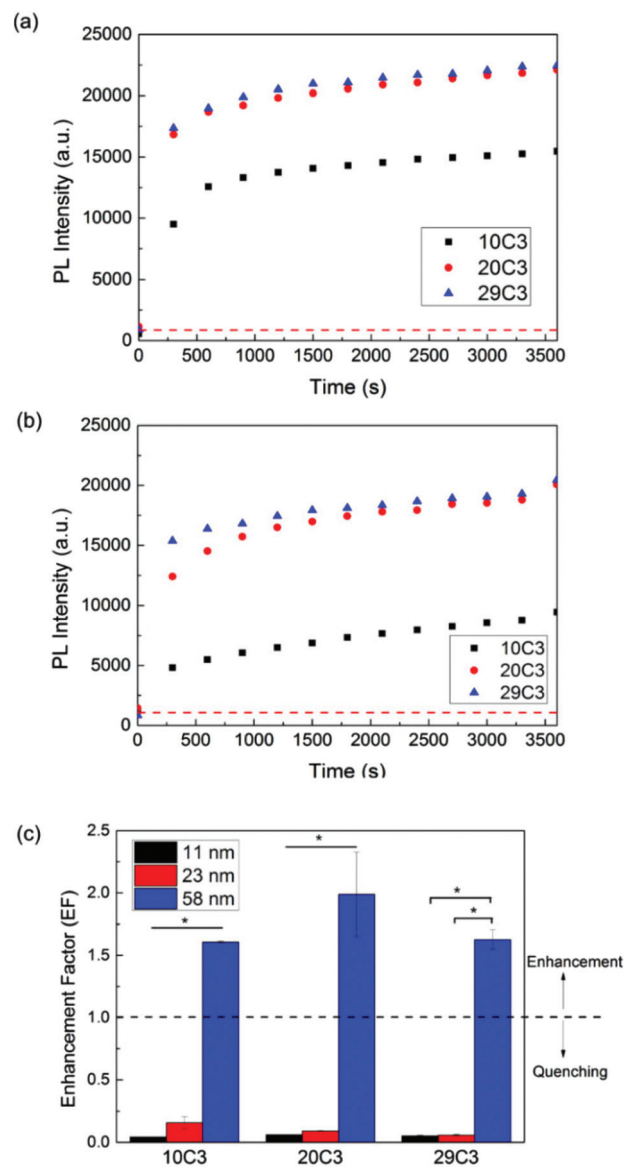 (a)
25000
20000
15000
10000
5000
0
PL Intensity (a.u.)
10C3
20C3
29C3
0 500 1000 1500 2000 2500 3000 3500
Time (s)
(b)
25000
20000
15000
10000
5000
0
PL Intensity (a.u.)
10C3
20C3
29C3
0 500 1000 1500 2000 2500 3000 3500
Time (s)
(c)
2.5
2.0
1.5
1.0
0.5
0.0
Enhancement Factor (EF)
11 nm
23 nm
58 nm
*
*
*
*
Enhancement
Quenching
10C3 20C3 29C3